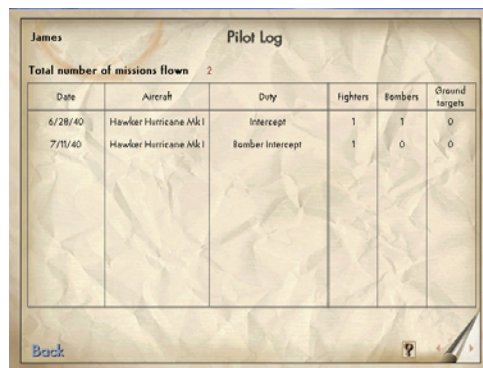 James Pilot Log
Total number of missions flown 2
Date Aircraft Duty Fighters Bombers Ground targets
6/28/40 Hawker Hurricane Mk I Intercept 1 1 0
7/11/40 Hawker Hurricane Mk I Bomber Intercept 1 0 0
Back ?